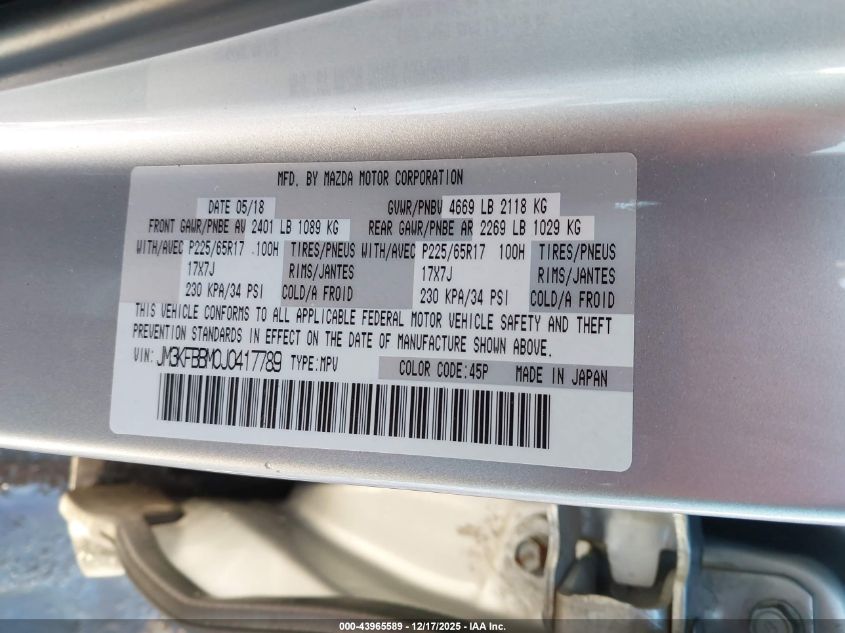 MFD. BY MAZDA MOTOR CORPORATION
DATE 05/18 GVWR/PNBV 4669 LB 2118 KG
FRONT GAWR/PNBE AV 2401 LB 1089 KG REAR GAWR/PNBE AR 2269 LB 1029 KG
WITH/AVEC P225/65R17 100H TIRES/PNEUS WITH/AVEC P225/65R17 100H TIRES/PNEUS
17X7J RIMS/JANTES 17X7J RIMS/JANTES
230 KPA/34 PSI COLD/A FROID 230 KPA/34 PSI COLD/A FROID
THIS VEHICLE CONFORMS TO ALL APPLICABLE FEDERAL MOTOR VEHICLE SAFETY AND THEFT
PREVENTION STANDARDS IN EFFECT ON THE DATE OF MANUFACTURE SHOWN ABOVE.
VIN: JM3KFBBM0J0417789 TYPE:MPV COLOR CODE:45P MADE IN JAPAN
000-43965589 - 12/17/2025 - IAA Inc.